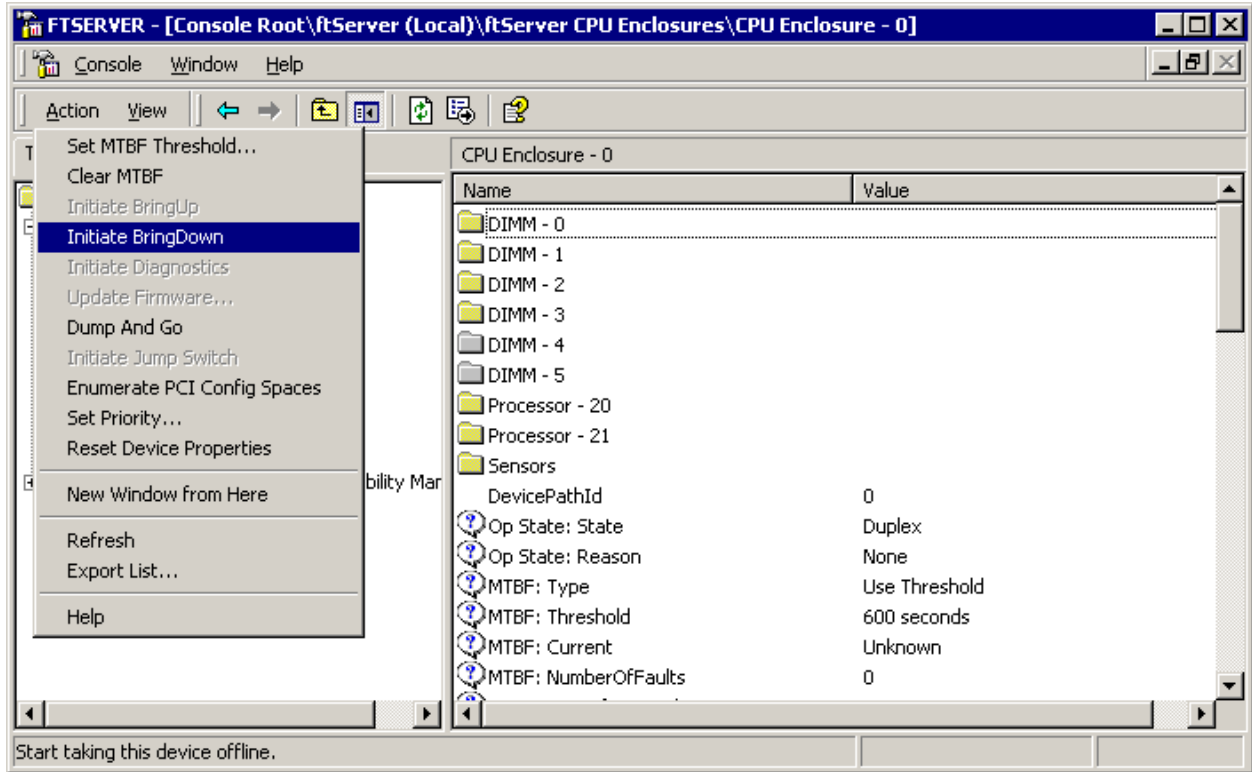 FTSERVER - [Console Root\ftServer (Local)\ftServer CPU Enclosures\CPU Enclosure - 0]
Console Window Help
Action View
Set MTBF Threshold...
Clear MTBF
Initiate BringUp
Initiate BringDown
Initiate Diagnostics
Update Firmware...
Dump And Go
Initiate Jump Switch
Enumerate PCI Config Spaces
Set Priority...
Reset Device Properties
New Window from Here
Refresh
Export List...
Help
bility Mar
CPU Enclosure - 0
Name Value
DIMM - 0
DIMM - 1
DIMM - 2
DIMM - 3
DIMM - 4
DIMM - 5
Processor - 20
Processor - 21
Sensors
DevicePathId 0
Op State: State Duplex
Op State: Reason None
MTBF: Type Use Threshold
MTBF: Threshold 600 seconds
MTBF: Current Unknown
MTBF: NumberOfFaults 0
Start taking this device offline.